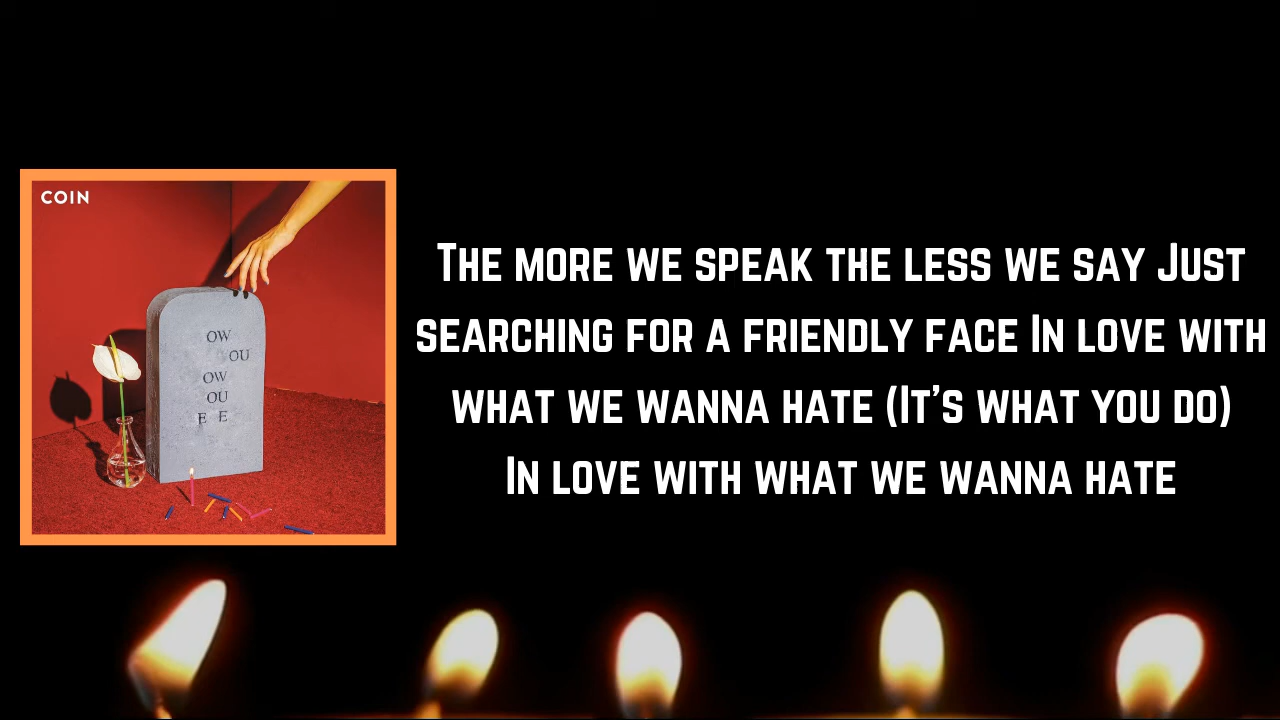 COIN
OW
OU
OW
OU
E E
The more we speak the less we say Just
searching for a friendly face In love with
what we wanna hate (It's what you do)
In love with what we wanna hate